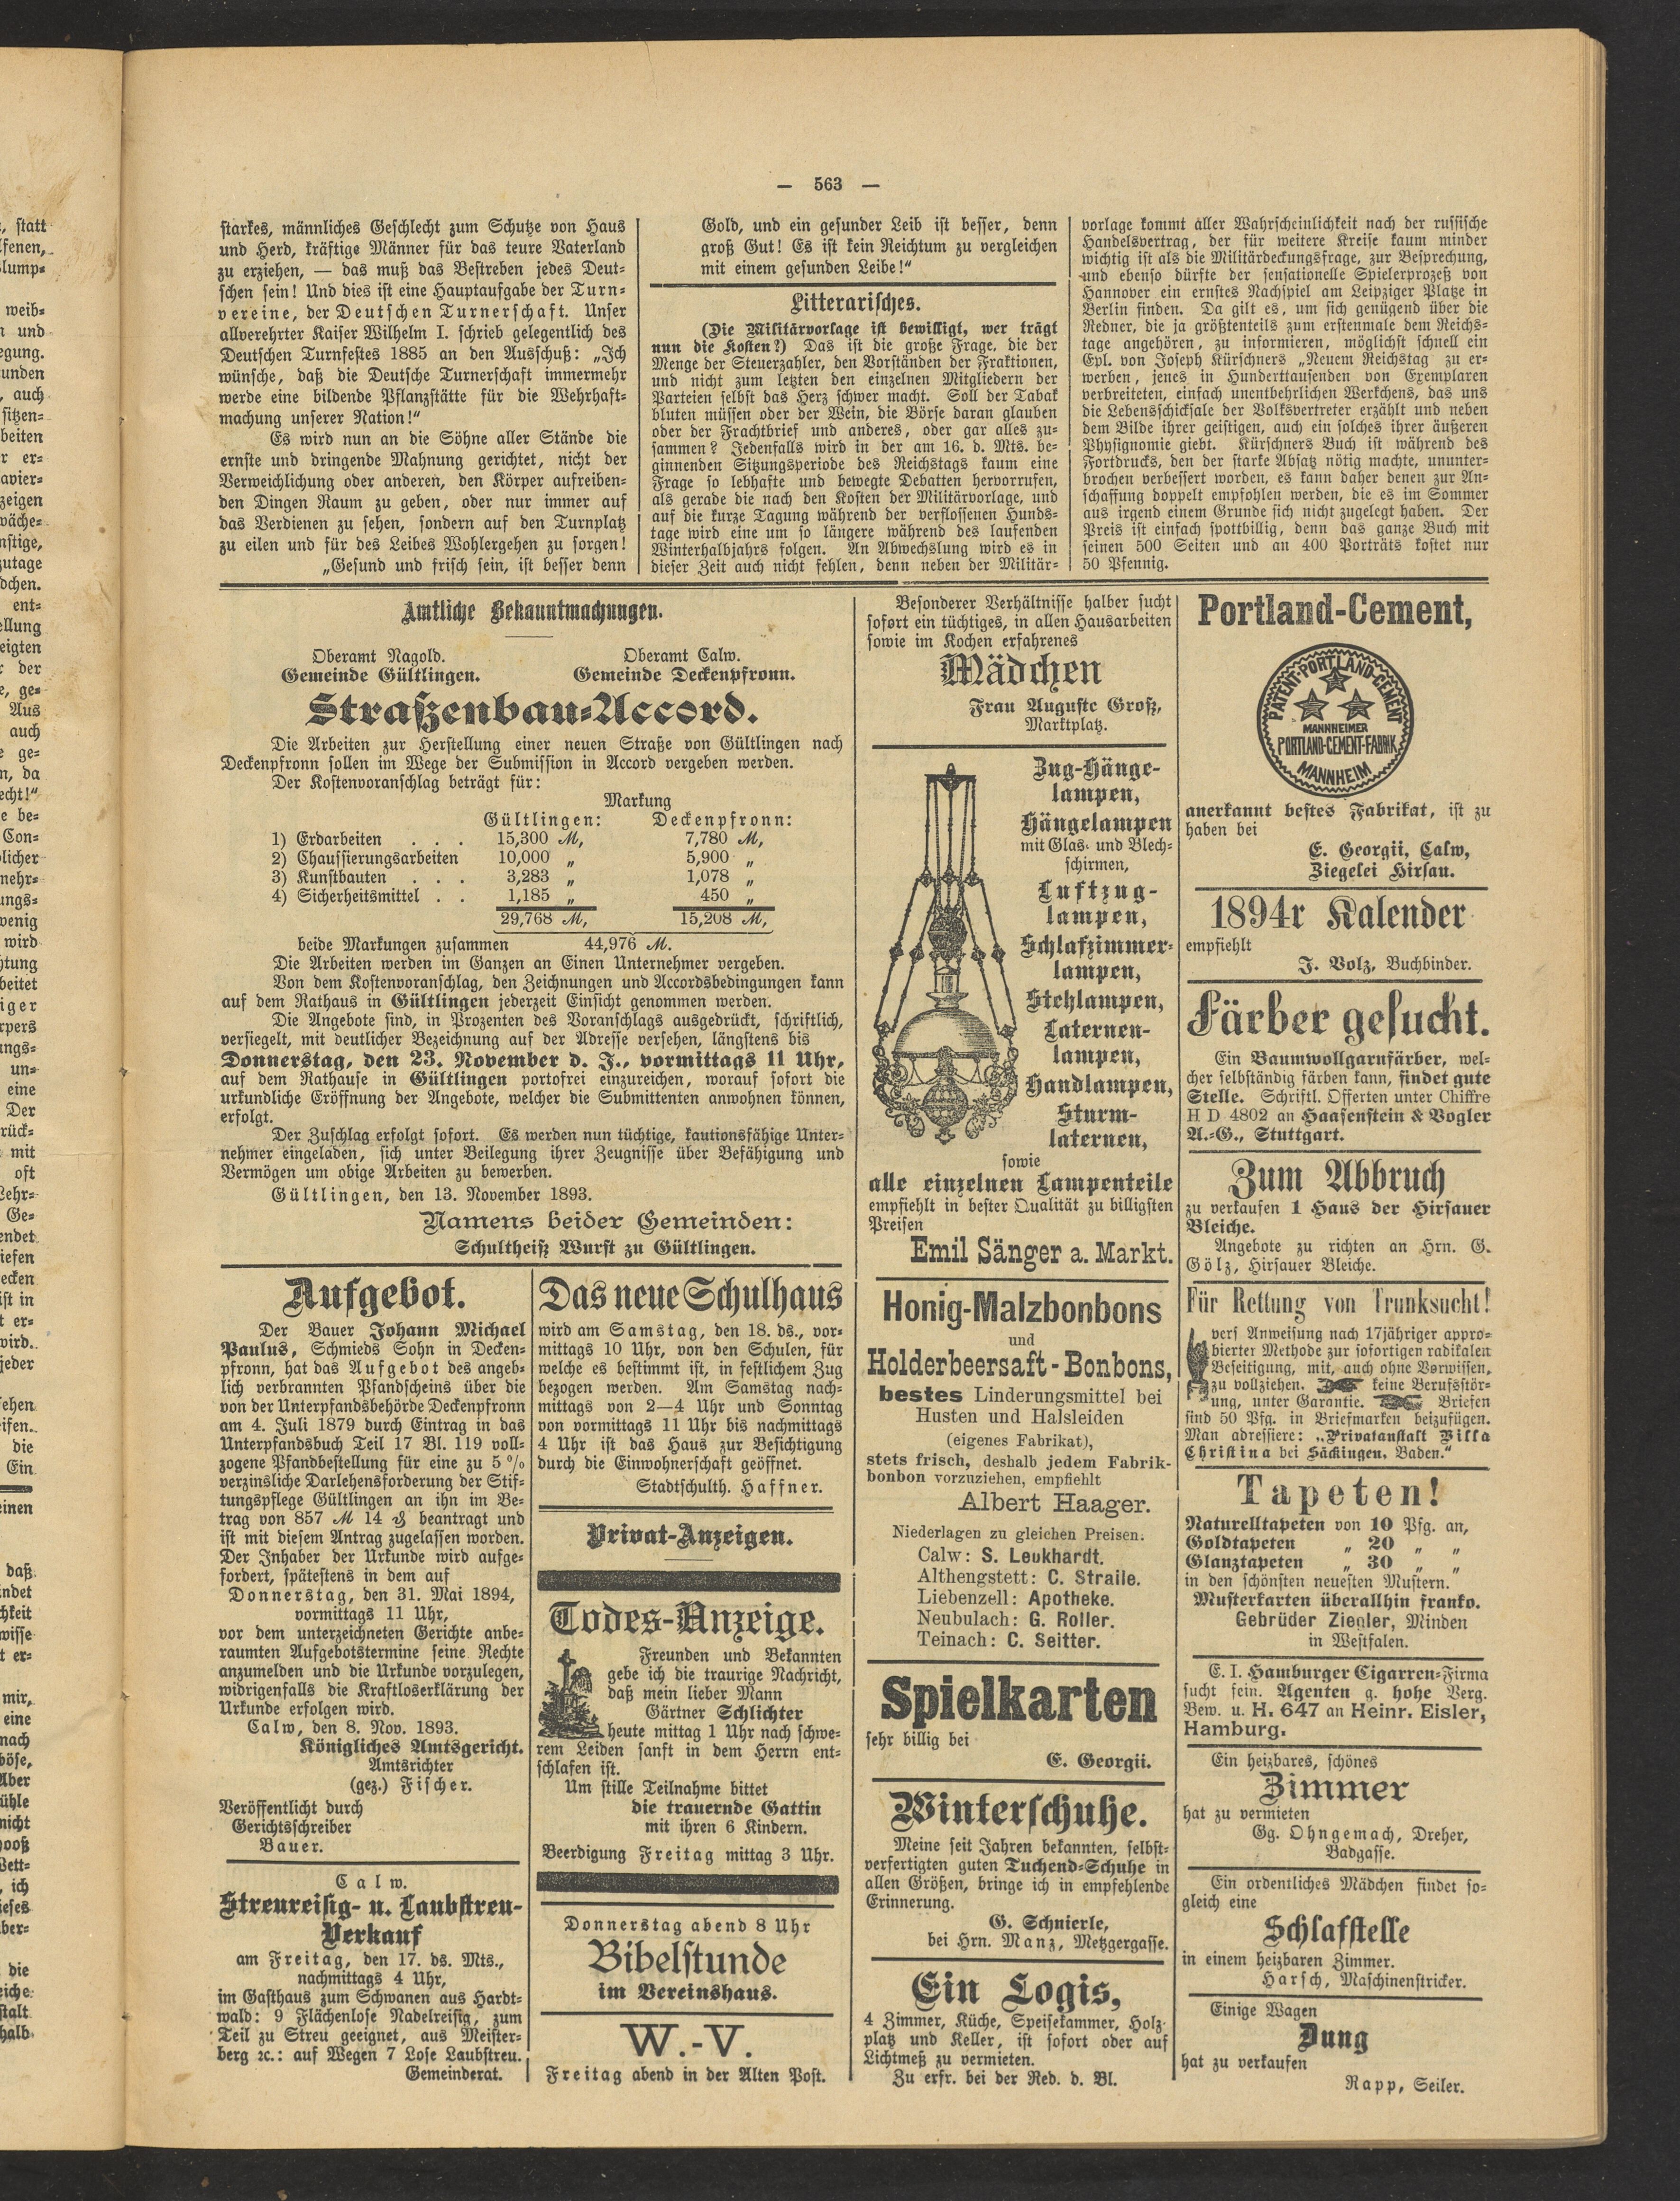 — 563 —
starkes, männliches Geschlecht zum Schutze von Haus
und Herd, kräftige Männer für das teure Vaterland
zu erziehen, — das muß das Bestreben jedes Deut-
schen sein! Und dies ist eine Hauptaufgabe der Turn-
vereine, der Deutschen Turnerschaft. Unser
allverehrter Kaiser Wilhelm I. schrieb gelegentlich des
Deutschen Turnfestes 1885 an den Ausschuß: „Ich
wünsche, daß die Deutsche Turnerschaft immermehr
werde eine bildende Pflanzstätte für die Wehrhaft-
machung unserer Nation!“
Es wird nun an die Söhne aller Stände die
ernste und dringende Mahnung gerichtet, nicht der
Verweichlichung oder anderen, den Körper aufreiben-
den Dingen Raum zu geben, oder nur immer auf
das Verdienen zu sehen, sondern auf den Turnplatz
zu eilen und für des Leibes Wohlergehen zu sorgen!
„Gesund und frisch sein, ist besser denn
Gold, und ein gesunder Leib ist besser, denn
groß Gut! Es ist kein Reichtum zu vergleichen
mit einem gesunden Leibe!“
Litterarisches.
(Die Militärvorlage ist bewilligt, wer trägt
nun die Kosten?) Das ist die große Frage, die der
Menge der Steuerzahler, den Vorständen der Fraktionen,
und nicht zum letzten den einzelnen Mitgliedern der
Parteien selbst das Herz schwer macht. Soll der Tabak
bluten müssen oder der Wein, die Börse daran glauben
oder der Frachtbrief und anderes, oder gar alles zu-
sammen? Jedenfalls wird in der am 16. d. Mts. be-
ginnenden Sitzungsperiode des Reichstags kaum eine
Frage so lebhafte und bewegte Debatten hervorrufen,
als gerade die nach den Kosten der Militärvorlage, und
auf die kurze Tagung während der verflossenen Hunds-
tage wird eine um so längere während des laufenden
Winterhalbjahrs folgen. An Abwechslung wird es in
dieser Zeit auch nicht fehlen, denn neben der Militär-
vorlage kommt aller Wahrscheinlichkeit nach der russische
Handelsvertrag, der für weitere Kreise kaum minder
wichtig ist als die Militärdeckungsfrage, zur Besprechung,
und ebenso dürfte der sensationelle Spielerprozeß von
Hannover ein ernstes Nachspiel am Leipziger Platze in
Berlin finden. Da gilt es, um sich genügend über die
Redner, die ja größtenteils zum erstenmale dem Reichs-
tage angehören, zu informieren, möglichst schnell ein
Epl. von Joseph Kürschners „Neuem Reichstag zu er-
werben, jenes in Hunderttausenden von Exemplaren
verbreiteten, einfach unentbehrlichen Werkchens, das uns
die Lebensschicksale der Volksvertreter erzählt und neben
dem Bilde ihrer geistigen, auch ein solches ihrer äußeren
Physignomie giebt. Kürschners Buch ist während des
Fortdrucks, den der starke Absatz nötig machte, ununter-
brochen verbessert worden, es kann daher denen zur An-
schaffung doppelt empfohlen werden, die es im Sommer
aus irgend einem Grunde sich nicht zugelegt haben. Der
Preis ist einfach spottbillig, denn das ganze Buch mit
seinen 500 Seiten und an 400 Porträts kostet nur
50 Pfennig.
Amtliche Bekanntmachungen.
Oberamt Nagold. Oberamt Calw.
Gemeinde Gültlingen. Gemeinde Deckenpfronn.
Straßenbau-Accord.
Die Arbeiten zur Herstellung einer neuen Straße von Gültlingen nach
Deckenpfronn sollen im Wege der Submission in Accord vergeben werden.
Der Kostenvoranschlag beträgt für:
Markung
Gültlingen: Deckenpfronn:
1) Erdarbeiten . . . 15,300 M, 7,780 M,
2) Chaussierungsarbeiten 10,000 „ 5,900 „
3) Kunstbauten . . . 3,283 „ 1,078 „
4) Sicherheitsmittel . . 1,185 „ 450 „
29,768 M, 15,208 M,
beide Markungen zusammen 44,976 M.
Die Arbeiten werden im Ganzen an Einen Unternehmer vergeben.
Von dem Kostenvoranschlag, den Zeichnungen und Accordsbedingungen kann
auf dem Rathaus in Gültlingen jederzeit Einsicht genommen werden.
Die Angebote sind, in Prozenten des Voranschlags ausgedrückt, schriftlich,
versiegelt, mit deutlicher Bezeichnung auf der Adresse versehen, längstens bis
Donnerstag, den 23. November d. J., vormittags 11 Uhr,
auf dem Rathause in Gültlingen portofrei einzureichen, worauf sofort die
urkundliche Eröffnung der Angebote, welcher die Submittenten anwohnen können,
erfolgt.
Der Zuschlag erfolgt sofort. Es werden nun tüchtige, kautionsfähige Unter-
nehmer eingeladen, sich unter Beilegung ihrer Zeugnisse über Befähigung und
Vermögen um obige Arbeiten zu bewerben.
Gültlingen, den 13. November 1893.
Namens beider Gemeinden:
Schultheiß Wurst zu Gültlingen.
Aufgebot.
Der Bauer Johann Michael
Paulus, Schmieds Sohn in Decken-
pfronn, hat das Aufgebot des angeb-
lich verbrannten Pfandscheins über die
von der Unterpfandsbehörde Deckenpfronn
am 4. Juli 1879 durch Eintrag in das
Unterpfandsbuch Teil 17 Bl. 119 voll-
zogene Pfandbestellung für eine zu 5 %
verzinsliche Darlehensforderung der Stif-
tungspflege Gültlingen an ihn im Be-
trag von 857 M 14 ₰ beantragt und
ist mit diesem Antrag zugelassen worden.
Der Inhaber der Urkunde wird aufge-
fordert, spätestens in dem auf
Donnerstag, den 31. Mai 1894,
vormittags 11 Uhr,
vor dem unterzeichneten Gerichte anbe-
raumten Aufgebotstermine seine Rechte
anzumelden und die Urkunde vorzulegen,
widrigenfalls die Kraftloserklärung der
Urkunde erfolgen wird.
Calw, den 8. Nov. 1893.
Königliches Amtsgericht.
Amtsrichter
(gez.) Fischer.
Veröffentlicht durch
Gerichtsschreiber
Bauer.
Calw.
Streureisig- u. Laubstreu-
Verkauf
am Freitag, den 17. ds. Mts.,
nachmittags 4 Uhr,
im Gasthaus zum Schwanen aus Hardt-
wald: 9 Flächenlose Nadelreisig, zum
Teil zu Streu geeignet, aus Meister-
berg ꝛc.: auf Wegen 7 Lose Laubstreu.
Gemeinderat.
Das neue Schulhaus
wird am Samstag, den 18. ds., vor-
mittags 10 Uhr, von den Schulen, für
welche es bestimmt ist, in festlichem Zug
bezogen werden. Am Samstag nach-
mittags von 2—4 Uhr und Sonntag
von vormittags 11 Uhr bis nachmittags
4 Uhr ist das Haus zur Besichtigung
durch die Einwohnerschaft geöffnet.
Stadtschulth. Haffner.
Privat-Anzeigen.
Todes-Anzeige.
Freunden und Bekannten
gebe ich die traurige Nachricht,
daß mein lieber Mann
Gärtner Schlichter
heute mittag 1 Uhr nach schwe-
rem Leiden sanft in dem Herrn ent-
schlafen ist.
Um stille Teilnahme bittet
die trauernde Gattin
mit ihren 6 Kindern.
Beerdigung Freitag mittag 3 Uhr.
Donnerstag abend 8 Uhr
Bibelstunde
im Vereinshaus.
W.-V.
Freitag abend in der Alten Post.
Besonderer Verhältnisse halber sucht
sofort ein tüchtiges, in allen Hausarbeiten
sowie im Kochen erfahrenes
Mädchen
Frau Auguste Groß,
Marktplatz.
Zug-Hänge-
lampen,
Hängelampen
mit Glas- und Blech-
schirmen,
Luftzug-
lampen,
Schlafzimmer-
lampen,
Stehlampen,
Laternen-
lampen,
Handlampen,
Sturm-
laternen,
sowie
alle einzelnen Lampenteile
empfiehlt in bester Qualität zu billigsten
Preisen
Emil Sänger a. Markt.
Honig-Malzbonbons
und
Holderbeersaft-Bonbons,
bestes Linderungsmittel bei
Husten und Halsleiden
(eigenes Fabrikat),
stets frisch, deshalb jedem Fabrik-
bonbon vorzuziehen, empfiehlt
Albert Haager.
Niederlagen zu gleichen Preisen:
Calw: S. Leukhardt.
Althengstett: C. Straile.
Liebenzell: Apotheke.
Neubulach: G. Roller.
Teinach: C. Seitter.
Spielkarten
sehr billig bei
E. Georgii.
Winterschuhe.
Meine seit Jahren bekannten, selbst-
verfertigten guten Tuchend-Schuhe in
allen Größen, bringe ich in empfehlende
Erinnerung.
G. Schnierle,
bei Hrn. Manz, Metzgergasse.
Ein Logis,
4 Zimmer, Küche, Speisekammer, Holz-
platz und Keller, ist sofort oder auf
Lichtmeß zu vermieten.
Zu erfr. bei der Red. d. Bl.
Portland-Cement,
PATENT-PORTLAND-CEMENT
MANNHEIMER
PORTLAND-CEMENT-FABRIK
MANNHEIM
anerkannt bestes Fabrikat, ist zu
haben bei
E. Georgii, Calw,
Ziegelei Hirsau.
1894r Kalender
empfiehlt
J. Volz, Buchbinder.
Färber gesucht.
Ein Baumwollgarnfärber, wel-
cher selbständig färben kann, findet gute
Stelle. Schriftl. Offerten unter Chiffre
H D 4802 an Haasenstein & Vogler
A.-G., Stuttgart.
Zum Abbruch
zu verkaufen 1 Haus der Hirsauer
Bleiche.
Angebote zu richten an Hrn. G.
Gölz, Hirsauer Bleiche.
Für Rettung von Trunksucht!
vers Anweisung nach 17jähriger appro-
bierter Methode zur sofortigen radikalen
Beseitigung, mit, auch ohne Vorwissen,
zu vollziehen. keine Berufsstör-
ung, unter Garantie. Briefen
sind 50 Pfg. in Briefmarken beizufügen.
Man adressiere: „Privatanstalt Villa
Christina bei Säckingen, Baden.“
Tapeten!
Naturelltapeten von 10 Pfg. an,
Goldtapeten „ 20 „ „
Glanztapeten „ 30 „ „
in den schönsten neuesten Mustern.
Musterkarten überallhin franko.
Gebrüder Ziegler, Minden
in Westfalen.
E. I. Hamburger Cigarren-Firma
sucht fein. Agenten g. hohe Verg.
Bew. u. H. 647 an Heinr. Eisler,
Hamburg.
Ein heizbares, schönes
Zimmer
hat zu vermieten
Gg. Ohngemach, Dreher,
Badgasse.
Ein ordentliches Mädchen findet so-
gleich eine
Schlafstelle
in einem heizbaren Zimmer.
Harsch, Maschinenstricker.
Einige Wagen
Dung
hat zu verkaufen
Rapp, Seiler.